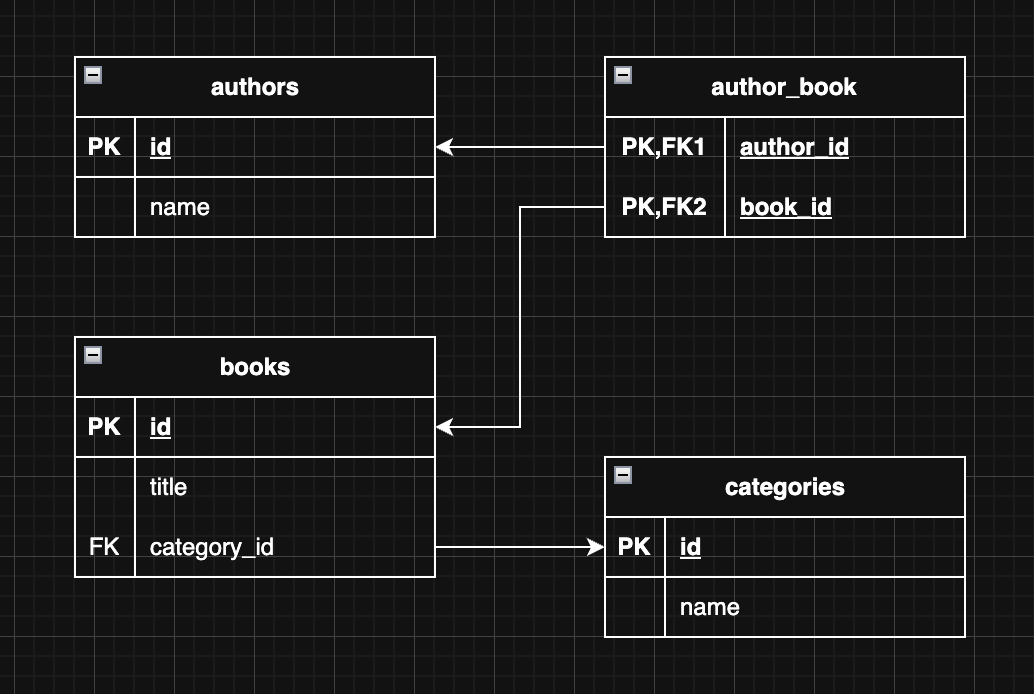 authors
PK id
name
author_book
PK,FK1 author_id
PK,FK2 book_id
books
PK id
title
FK category_id
categories
PK id
name